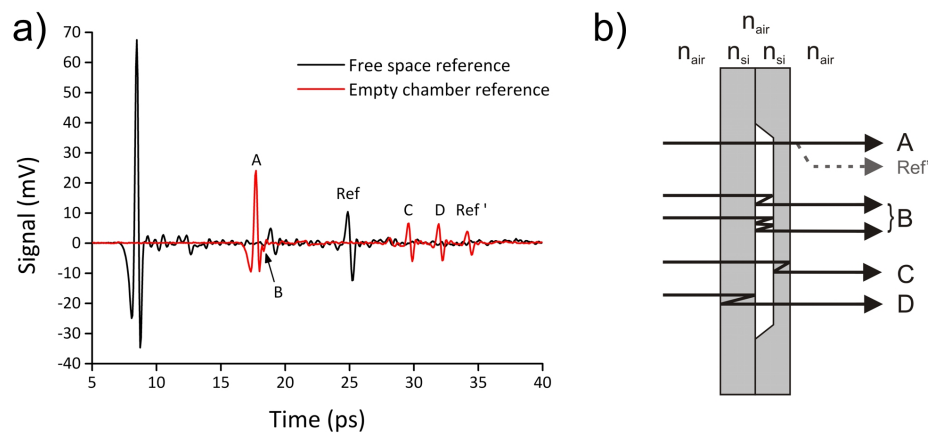 a)
70
60
50
40
30
20
10
0
-10
-20
-30
-40
Signal (mV)
5
10
15
20
25
30
35
40
Time (ps)
Free space reference
Empty chamber reference
A
B
Ref
C
D
Ref '
b)
n_air
n_air n_si n_si n_air
A
Ref'
B
C
D